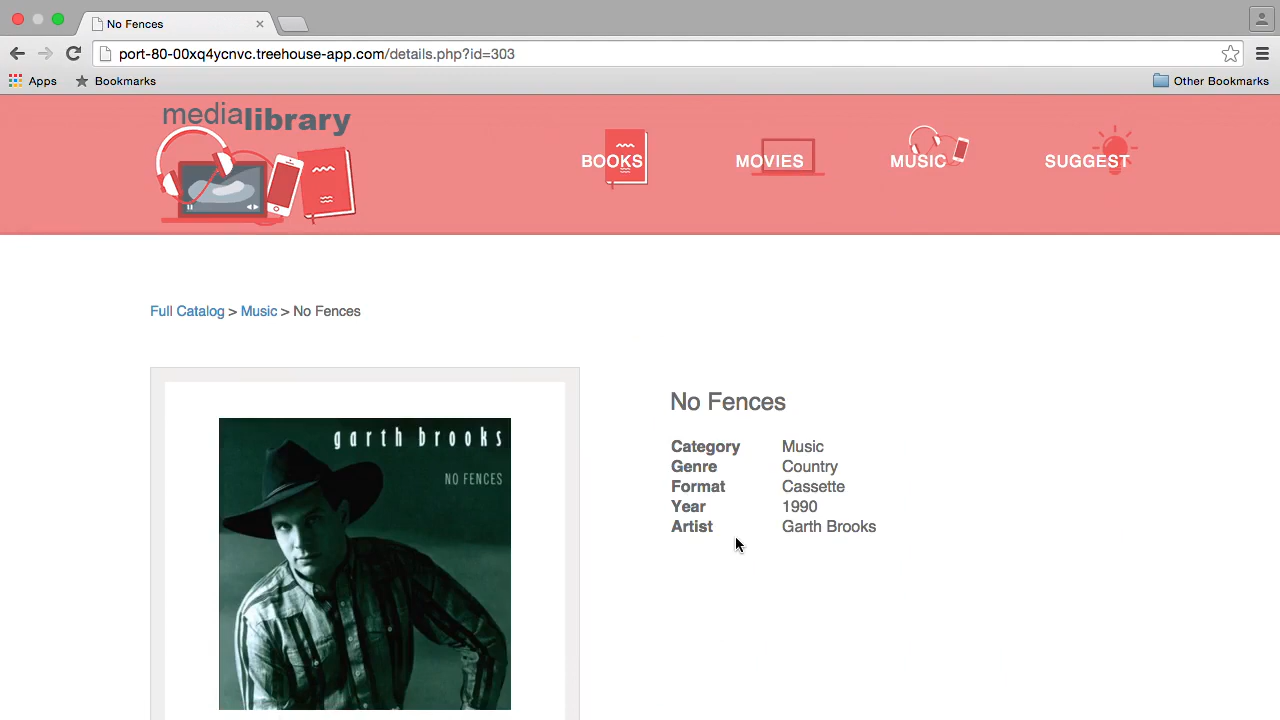 No Fences
port-80-00xq4ycnvc.treehouse-app.com/details.php?id=303
Apps Bookmarks Other Bookmarks
medialibrary
BOOKS MOVIES MUSIC SUGGEST
Full Catalog > Music > No Fences
garth brooks
NO FENCES
No Fences
Category Music
Genre Country
Format Cassette
Year 1990
Artist Garth Brooks